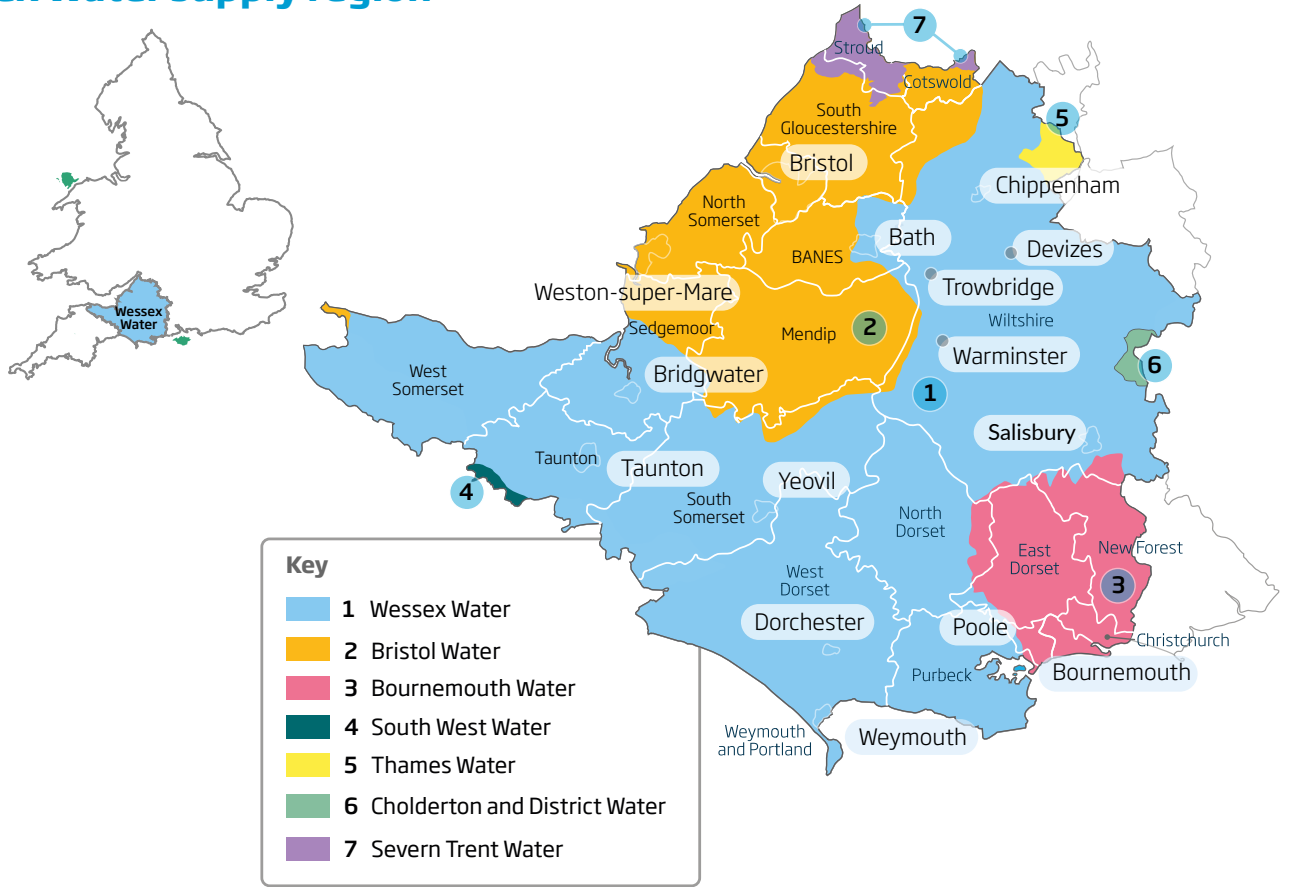 Water supply region
7
Stroud
Cotswold
South
Gloucestershire
5
Bristol
Chippenham
North
Somerset
Bath
Devizes
BANES
Weston-super-Mare
Trowbridge
Wessex
Water
Sedgemoor
Mendip
2
Wiltshire
Warminster
6
West
Somerset
Bridgwater
1
Salisbury
Taunton
Taunton
Yeovil
4
South
Somerset
North
Dorset
East
Dorset
New Forest
3
West
Dorset
Dorchester
Poole
Christchurch
Purbeck
Bournemouth
Weymouth
and Portland
Weymouth
Key
1 Wessex Water
2 Bristol Water
3 Bournemouth Water
4 South West Water
5 Thames Water
6 Cholderton and District Water
7 Severn Trent Water